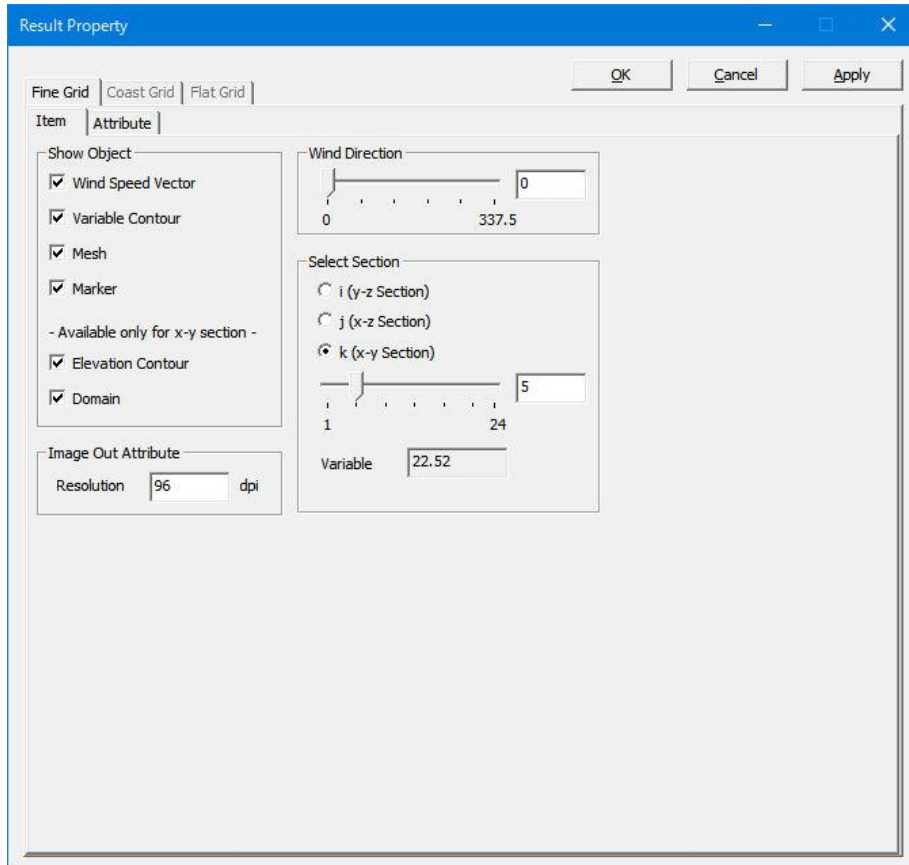 Result Property
OK Cancel Apply
Fine Grid Coast Grid Flat Grid
Item Attribute
Show Object
Wind Speed Vector
Variable Contour
Mesh
Marker
- Available only for x-y section -
Elevation Contour
Domain
Image Out Attribute
Resolution 96 dpi
Wind Direction
0
0 337.5
Select Section
i (y-z Section)
j (x-z Section)
k (x-y Section)
5
1 24
Variable 22.52